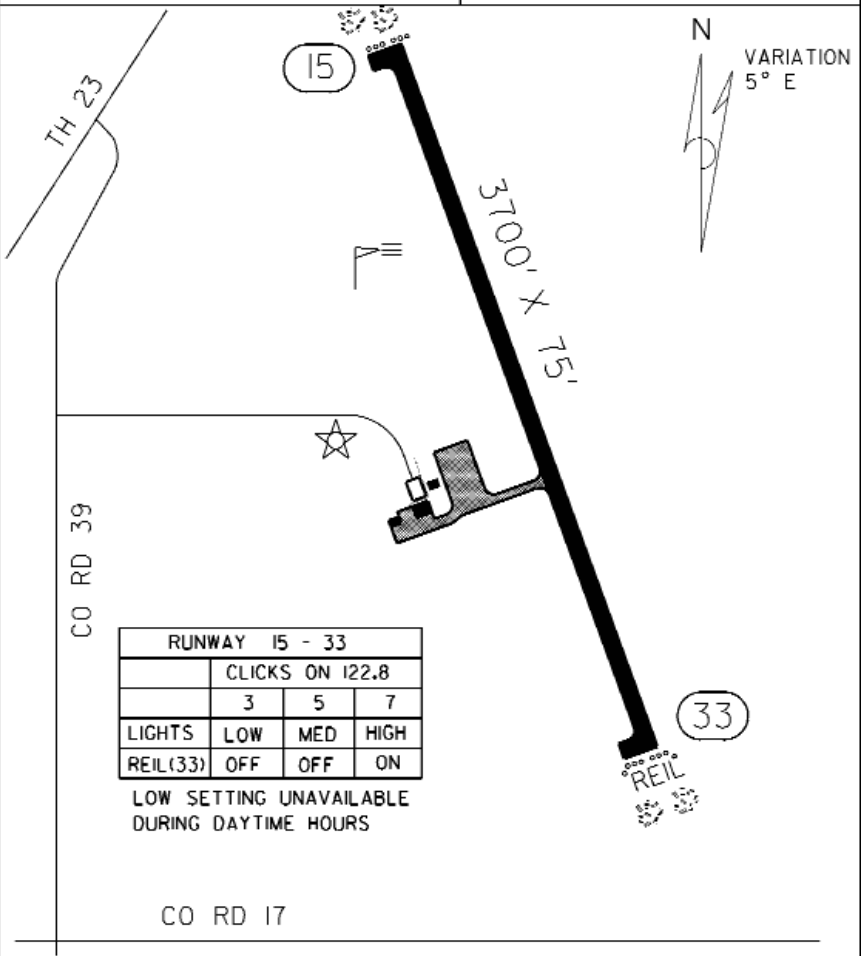 15
N
VARIATION
5° E
TH 23
3700' X 75'
CO RD 39
RUNWAY 15 - 33
CLICKS ON 122.8
3 5 7
LIGHTS LOW MED HIGH
REIL(33) OFF OFF ON
LOW SETTING UNAVAILABLE
DURING DAYTIME HOURS
33
REIL
CO RD 17